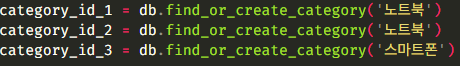 category_id_1 = db.find_or_create_category('노트북')
category_id_2 = db.find_or_create_category('노트북')
category_id_3 = db.find_or_create_category('스마트폰')